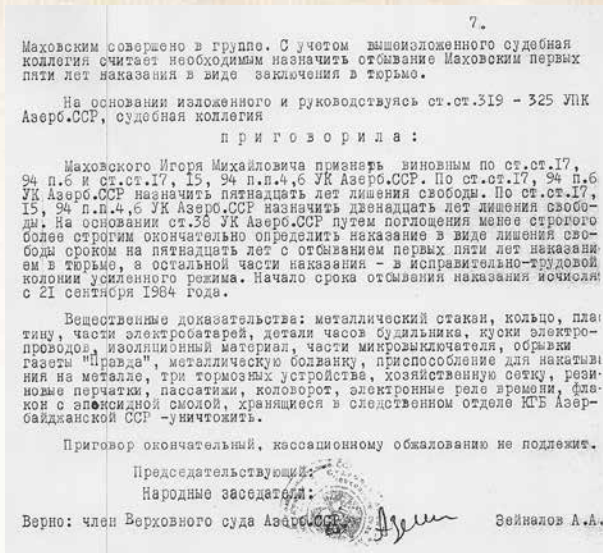 7.
Маховским совершено в группе. С учетом вышеизложенного судебная
коллегия считает необходимым назначить отбывание Маховским первых
пяти лет наказания в виде заключения в тюрьме.
На основании изложенного и руководствуясь ст.ст.319 - 325 УПК
Азерб.ССР, судебная коллегия
приговорила:
Маховского Игоря Михайловича признать виновным по ст.ст.17,
94 п.6 и ст.ст.17, 15, 94 п.п.4,6 УК Азерб.ССР. По ст.ст.17, 94 п.6
УК Азерб.ССР назначить пятнадцать лет лишения свободы. По ст.ст.17,
15, 94 п.п.4,6 УК Азерб.ССР назначить двенадцать лет лишения свобо-
ды. На основании ст.38 УК Азерб.ССР путем поглощения менее строгого
более строгим окончательно определить наказание в виде лишения сво-
боды сроком на пятнадцать лет с отбыванием первых пяти лет наказани
ем в тюрьме, а остальной части наказания - в исправительно-трудовой
колонии усиленного режима. Начало срока отбывания наказания исчисля
с 21 сентября 1984 года.
Вещественные доказательства: металлический стакан, кольцо, плас
тину, части электробатарей, детали часов будильника, куски электро-
проводов, изоляционный материал, части микровыключателя, обрывки
газеты "Правда", металлическую болванку, приспособление для накатыва
ния на металле, три тормозных устройства, хозяйственную сетку, рези-
новые перчатки, пассатижи, коловорот, электронные реле времени, фла-
кон с эпоксидной смолой, хранящиеся в следственном отделе КГБ Азер-
байджанской ССР -уничтожить.
Приговор окончательный, кассационному обжалованию не подлежит.
Председательствующий:
Народные заседатели:
Верно: член Верховного суда Азерб.ССР Зейналов А.А.